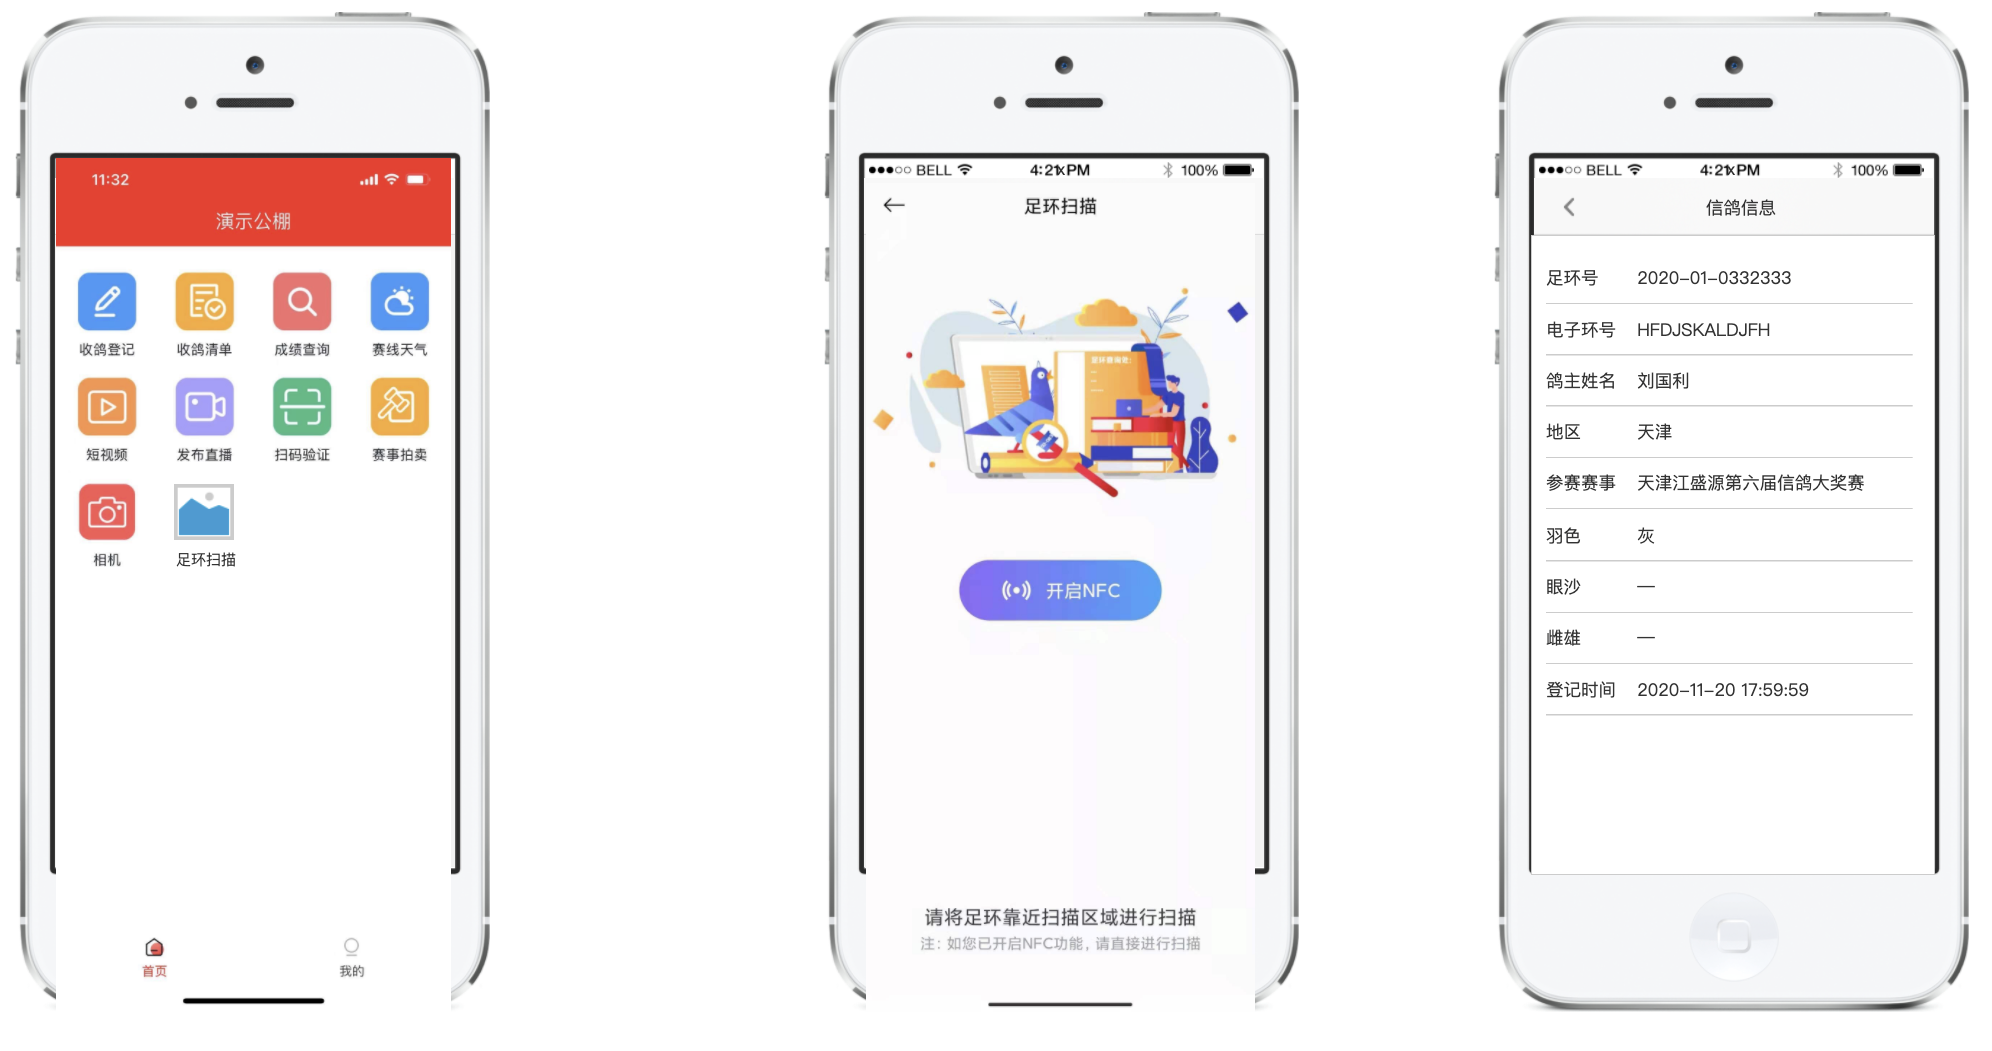 11:32
演示公棚
收鸽登记
收鸽清单
成绩查询
赛线天气
短视频
发布直播
扫码验证
赛事拍卖
相机
足环扫描
首页
我的
BELL
4:21 PM
100%
足环扫描
开启NFC
请将足环靠近扫描区域进行扫描
注：如您已开启NFC功能，请直接进行扫描
BELL
4:21 PM
100%
信鸽信息
足环号 2020-01-0332333
电子环号 HFDJSKALDJFH
鸽主姓名 刘国利
地区 天津
参赛赛事 天津江盛源第六届信鸽大奖赛
羽色 灰
眼沙 —
雌雄 —
登记时间 2020-11-20 17:59:59